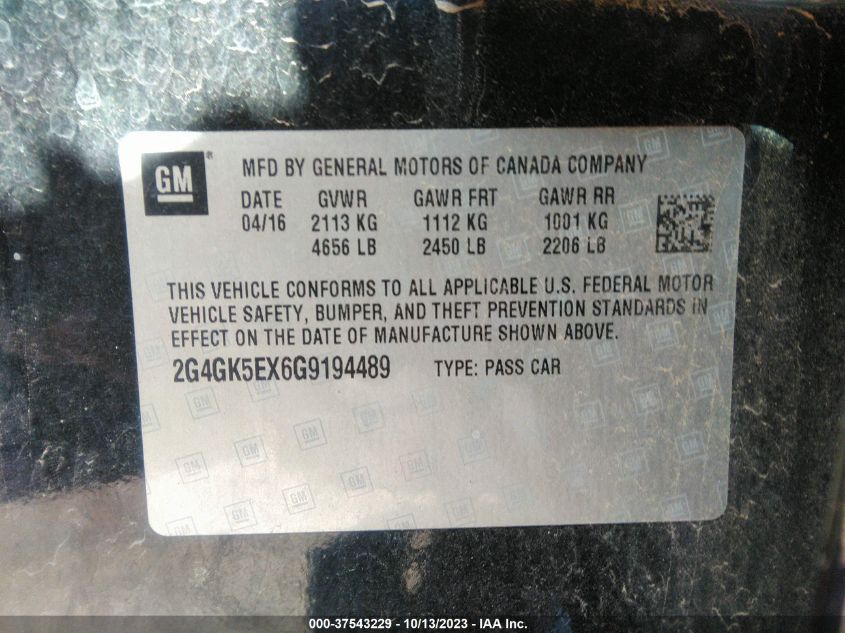 GM® MFD BY GENERAL MOTORS OF CANADA COMPANY
DATE GVWR GAWR FRT GAWR RR
04/16 2113 KG 1112 KG 1001 KG
4656 LB 2450 LB 2206 LB
THIS VEHICLE CONFORMS TO ALL APPLICABLE U.S. FEDERAL MOTOR
VEHICLE SAFETY, BUMPER, AND THEFT PREVENTION STANDARDS IN
EFFECT ON THE DATE OF MANUFACTURE SHOWN ABOVE.
2G4GK5EX6G9194489 TYPE: PASS CAR
000-37543229 - 10/13/2023 - IAA Inc.